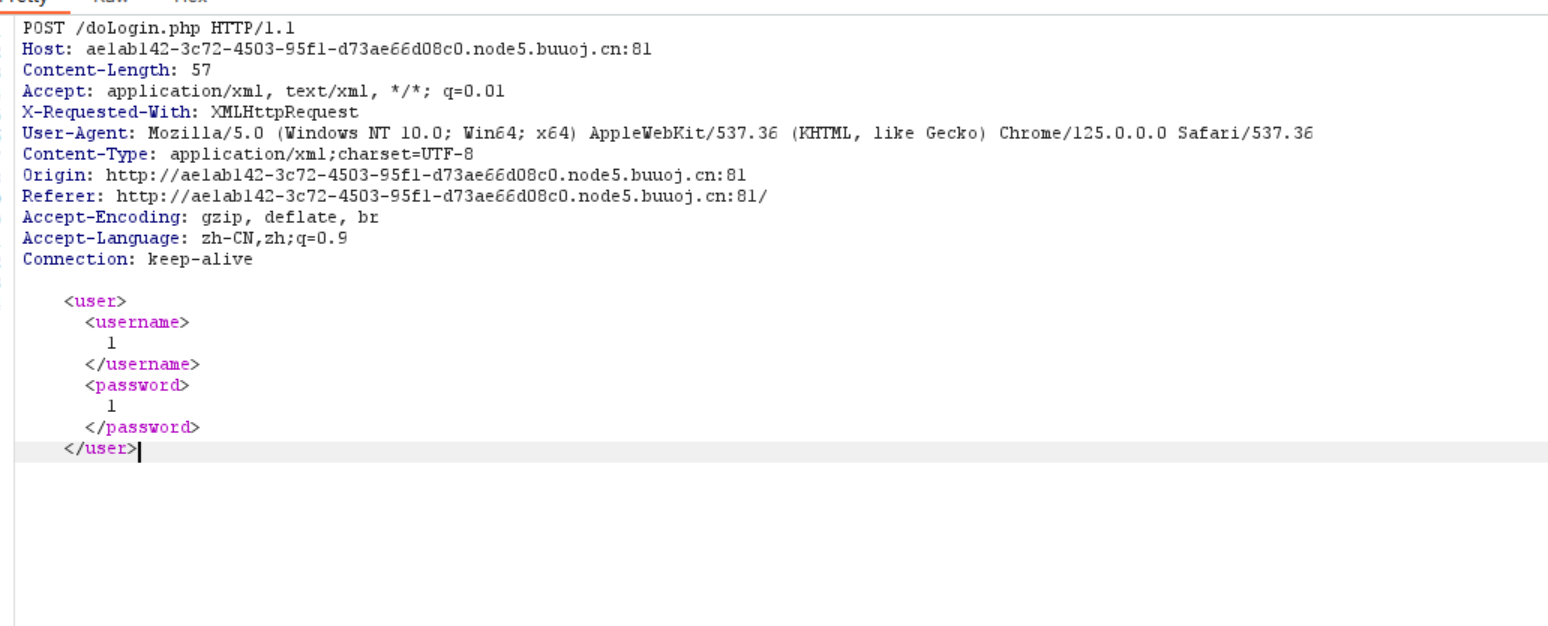 POST /doLogin.php HTTP/1.1
Host: ae1ab142-3c72-4503-95f1-d73ae66d08c0.node5.buuoj.cn:81
Content-Length: 57
Accept: application/xml, text/xml, */*; q=0.01
X-Requested-With: XMLHttpRequest
User-Agent: Mozilla/5.0 (Windows NT 10.0; Win64; x64) AppleWebKit/537.36 (KHTML, like Gecko) Chrome/125.0.0.0 Safari/537.36
Content-Type: application/xml;charset=UTF-8
Origin: http://ae1ab142-3c72-4503-95f1-d73ae66d08c0.node5.buuoj.cn:81
Referer: http://ae1ab142-3c72-4503-95f1-d73ae66d08c0.node5.buuoj.cn:81/
Accept-Encoding: gzip, deflate, br
Accept-Language: zh-CN,zh;q=0.9
Connection: keep-alive
<user>
<username>
1
</username>
<password>
1
</password>
</user>